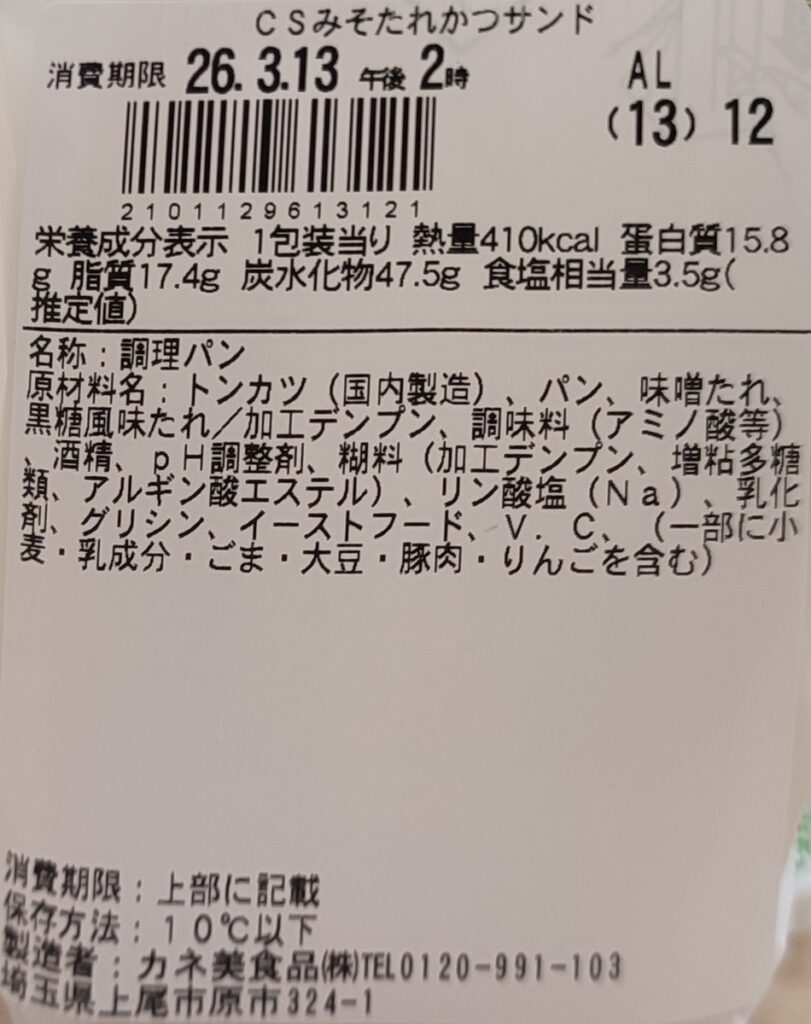 CSみそたれかつサンド
消費期限 26.3.13 午後2時
AL
(13) 12
2101129613121
栄養成分表示 1包装当り 熱量410kcal 蛋白質15.8
g 脂質17.4g 炭水化物47.5g 食塩相当量3.5g(
推定値)
名称：調理パン
原材料名：トンカツ（国内製造）、パン、味噌たれ、
黒糖風味たれ／加工デンプン、調味料（アミノ酸等）
、酒精、ｐＨ調整剤、糊料（加工デンプン、増粘多糖
類、アルギン酸エステル）、リン酸塩（Ｎａ）、乳化
剤、グリシン、イーストフード、Ｖ．Ｃ、（一部に小
麦・乳成分・ごま・大豆・豚肉・りんごを含む）
消費期限：上部に記載
保存方法：１０℃以下
製造者：カネ美食品(株)TEL0120-991-103
埼玉県上尾市原市324-1